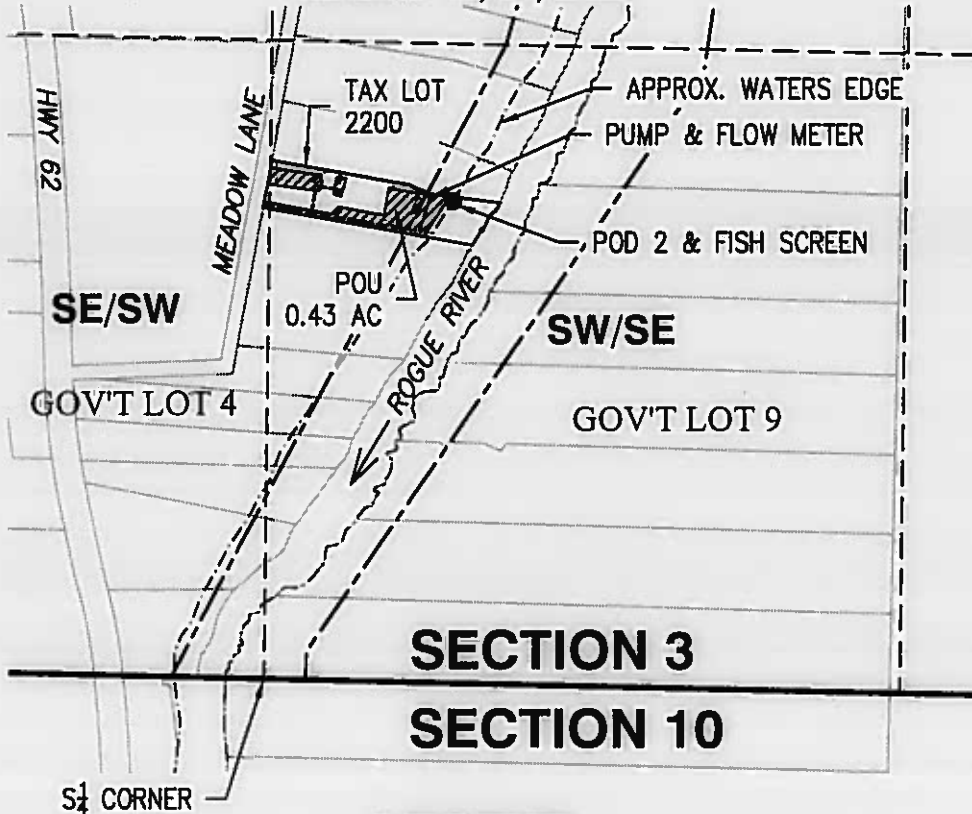 HWY 62
MEADOW LANE
TAX LOT
2200
APPROX. WATERS EDGE
PUMP & FLOW METER
POD 2 & FISH SCREEN
POU
0.43 AC
SE/SW
ROGUE RIVER
SW/SE
GOV'T LOT 4
GOV'T LOT 9
SECTION 3
SECTION 10
S¼ CORNER